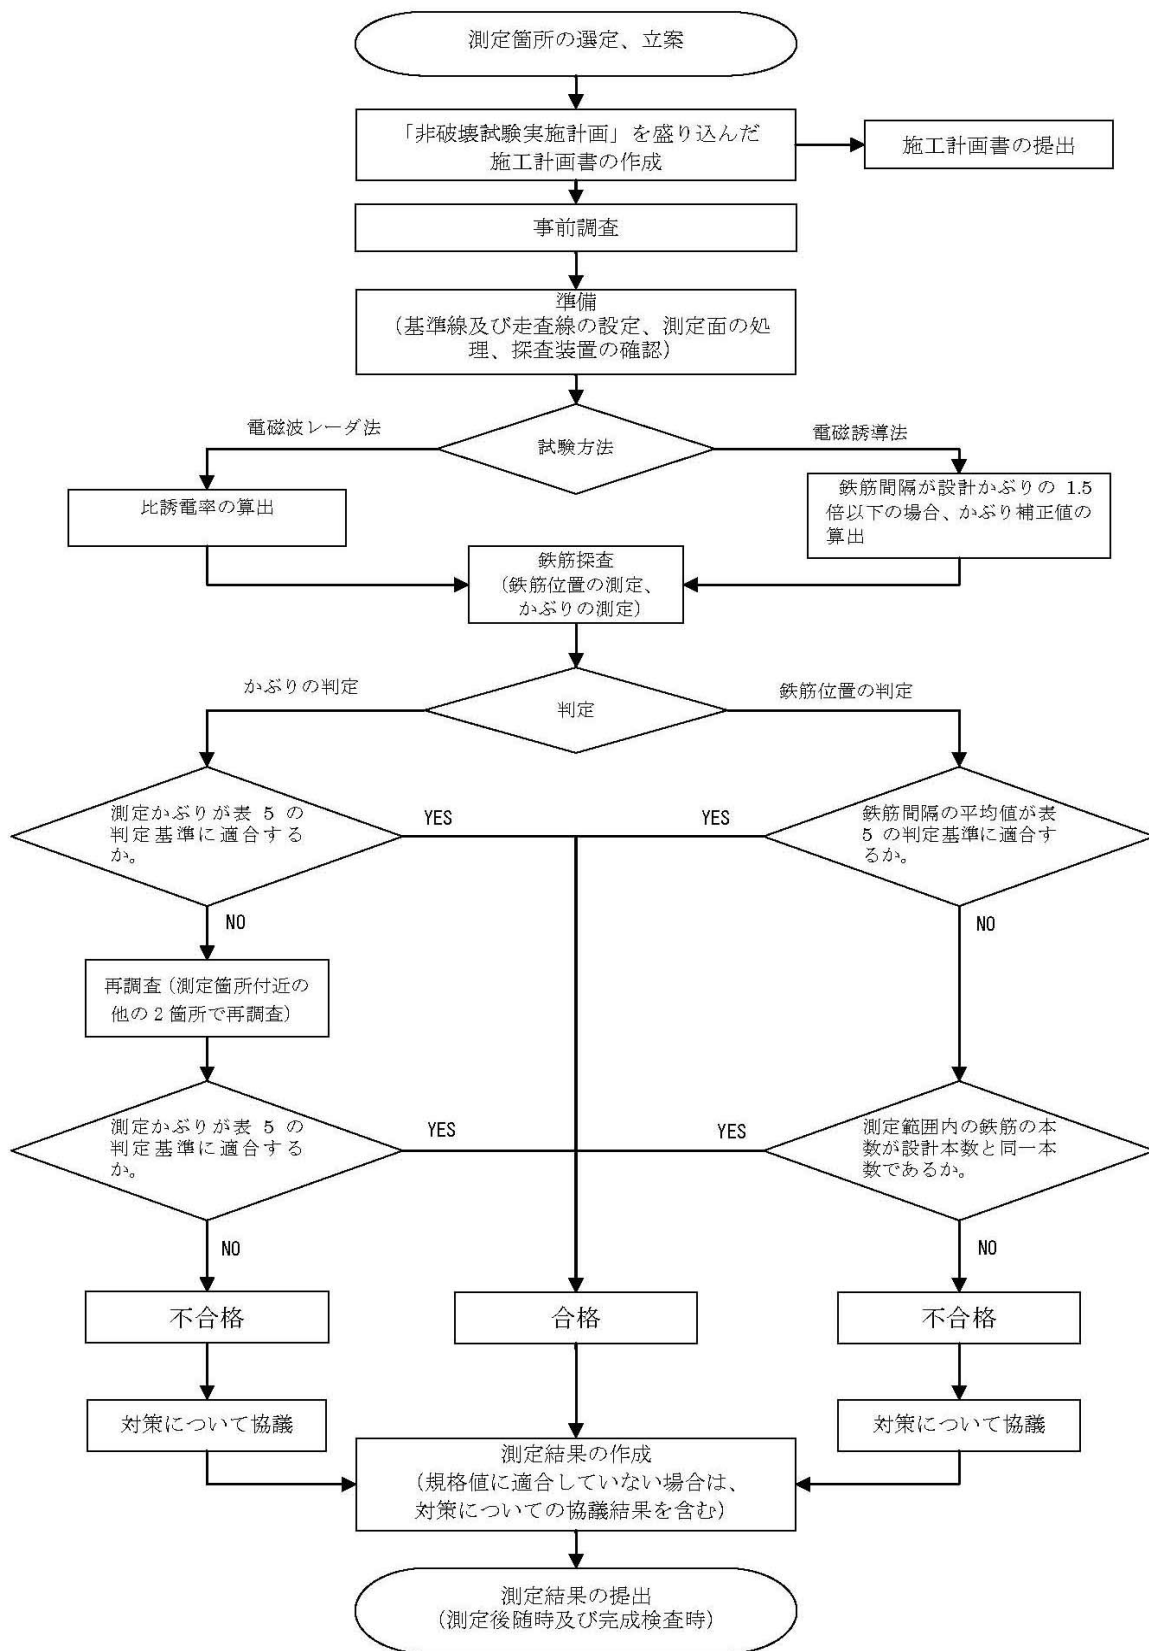 測定箇所の選定、立案
「非破壊試験実施計画」を盛り込んだ
施工計画書の作成
施工計画書の提出
事前調査
準備
（基準線及び走査線の設定、測定面の処
理、探査装置の確認）
電磁波レーダ法
試験方法
電磁誘導法
比誘電率の算出
鉄筋間隔が設計かぶりの 1.5
倍以下の場合、かぶり補正値の
算出
鉄筋探査
（鉄筋位置の測定、
かぶりの測定）
かぶりの判定
判定
鉄筋位置の判定
測定かぶりが表 5 の
判定基準に適合する
か。
YES
YES
鉄筋間隔の平均値が表
5 の判定基準に適合す
るか。
NO
NO
再調査（測定箇所付近の
他の 2 箇所で再調査）
測定かぶりが表 5 の
判定基準に適合する
か。
YES
YES
測定範囲内の鉄筋の本
数が設計本数と同一本
数であるか。
NO
NO
不合格
合格
不合格
対策について協議
対策について協議
測定結果の作成
（規格値に適合していない場合は、
対策についての協議結果を含む）
測定結果の提出
（測定後随時及び完成検査時）